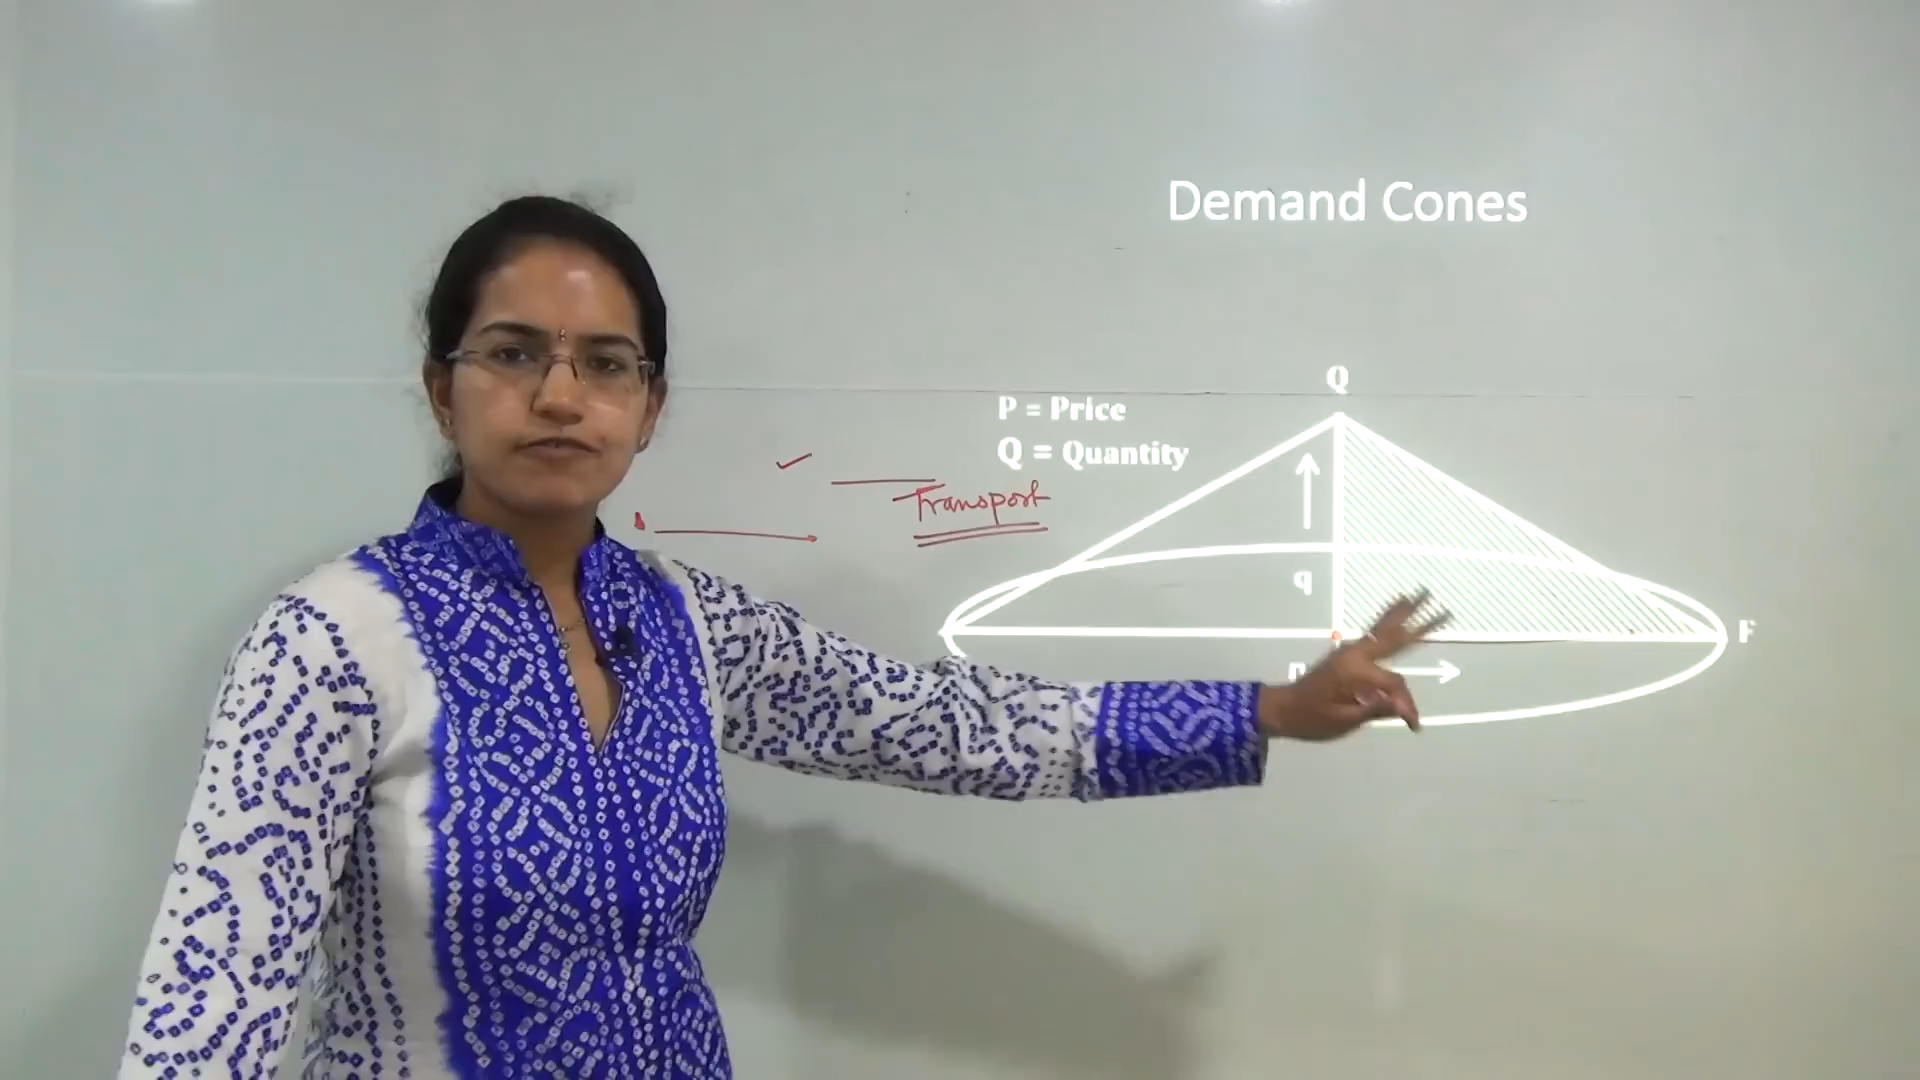 Demand Cones
Q
P = Price
Q = Quantity
Transport
q
F